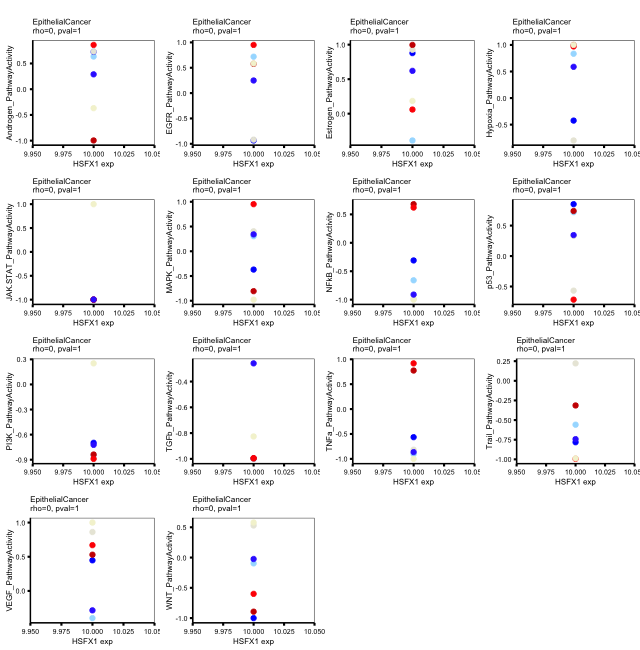 EpithelialCancer
rho=0, pval=1
Androgen_PathwayActivity
1.0
0.5
0.0
-0.5
-1.0
9.950 9.975 10.000 10.025 10.05
HSFX1 exp
EpithelialCancer
rho=0, pval=1
EGFR_PathwayActivity
1.0
0.5
0.0
-0.5
-1.0
9.950 9.975 10.000 10.025 10.05
HSFX1 exp
EpithelialCancer
rho=0, pval=1
Estrogen_PathwayActivity
1.0
0.5
0.0
9.950 9.975 10.000 10.025 10.05
HSFX1 exp
EpithelialCancer
rho=0, pval=1
Hypoxia_PathwayActivity
1.0
0.5
0.0
-0.5
9.950 9.975 10.000 10.025 10.05
HSFX1 exp
EpithelialCancer
rho=0, pval=1
JAK.STAT_PathwayActivity
1.0
0.5
0.0
-0.5
-1.0
9.950 9.975 10.000 10.025 10.05
HSFX1 exp
EpithelialCancer
rho=0, pval=1
MAPK_PathwayActivity
1.0
0.5
0.0
-0.5
-1.0
9.950 9.975 10.000 10.025 10.05
HSFX1 exp
EpithelialCancer
rho=0, pval=1
NFkB_PathwayActivity
0.5
0.0
-0.5
-1.0
9.950 9.975 10.000 10.025 10.05
HSFX1 exp
EpithelialCancer
rho=0, pval=1
p53_PathwayActivity
0.5
0.0
-0.5
9.950 9.975 10.000 10.025 10.05
HSFX1 exp
EpithelialCancer
rho=0, pval=1
PI3K_PathwayActivity
0.3
0.0
-0.3
-0.6
-0.9
9.950 9.975 10.000 10.025 10.05
HSFX1 exp
EpithelialCancer
rho=0, pval=1
TGFb_PathwayActivity
-0.4
-0.6
-0.8
-1.0
9.950 9.975 10.000 10.025 10.05
HSFX1 exp
EpithelialCancer
rho=0, pval=1
TNFa_PathwayActivity
1.0
0.5
0.0
-0.5
-1.0
9.950 9.975 10.000 10.025 10.05
HSFX1 exp
EpithelialCancer
rho=0, pval=1
Trail_PathwayActivity
0.25
0.00
-0.25
-0.50
-0.75
-1.00
9.950 9.975 10.000 10.025 10.05
HSFX1 exp
EpithelialCancer
rho=0, pval=1
VEGF_PathwayActivity
1.0
0.5
0.0
9.950 9.975 10.000 10.025 10.05
HSFX1 exp
EpithelialCancer
rho=0, pval=1
WNT_PathwayActivity
0.5
0.0
-0.5
-1.0
9.950 9.975 10.000 10.025 10.050
HSFX1 exp